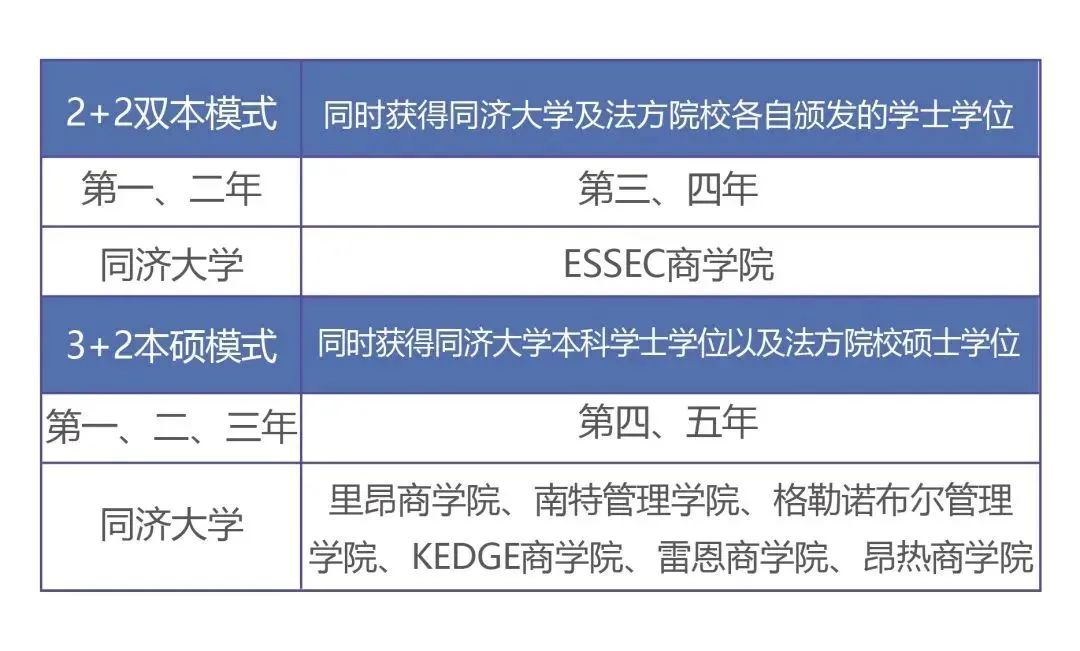 2+2双本模式
同时获得同济大学及法方院校各自颁发的学士学位
第一、二年
第三、四年
同济大学
ESSEC商学院
3+2本硕模式
同时获得同济大学本科学士学位以及法方院校硕士学位
第一、二、三年
第四、五年
同济大学
里昂商学院、南特管理学院、格勒诺布尔管理
学院、KEDGE商学院、雷恩商学院、昂热商学院